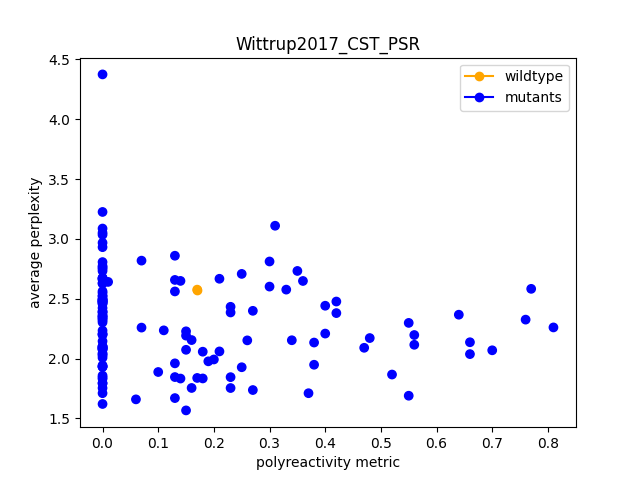 Wittrup2017_CST_PSR
wildtype
mutants
4.5
4.0
3.5
3.0
2.5
2.0
1.5
average perplexity
0.0 0.1 0.2 0.3 0.4 0.5 0.6 0.7 0.8
polyreactivity metric